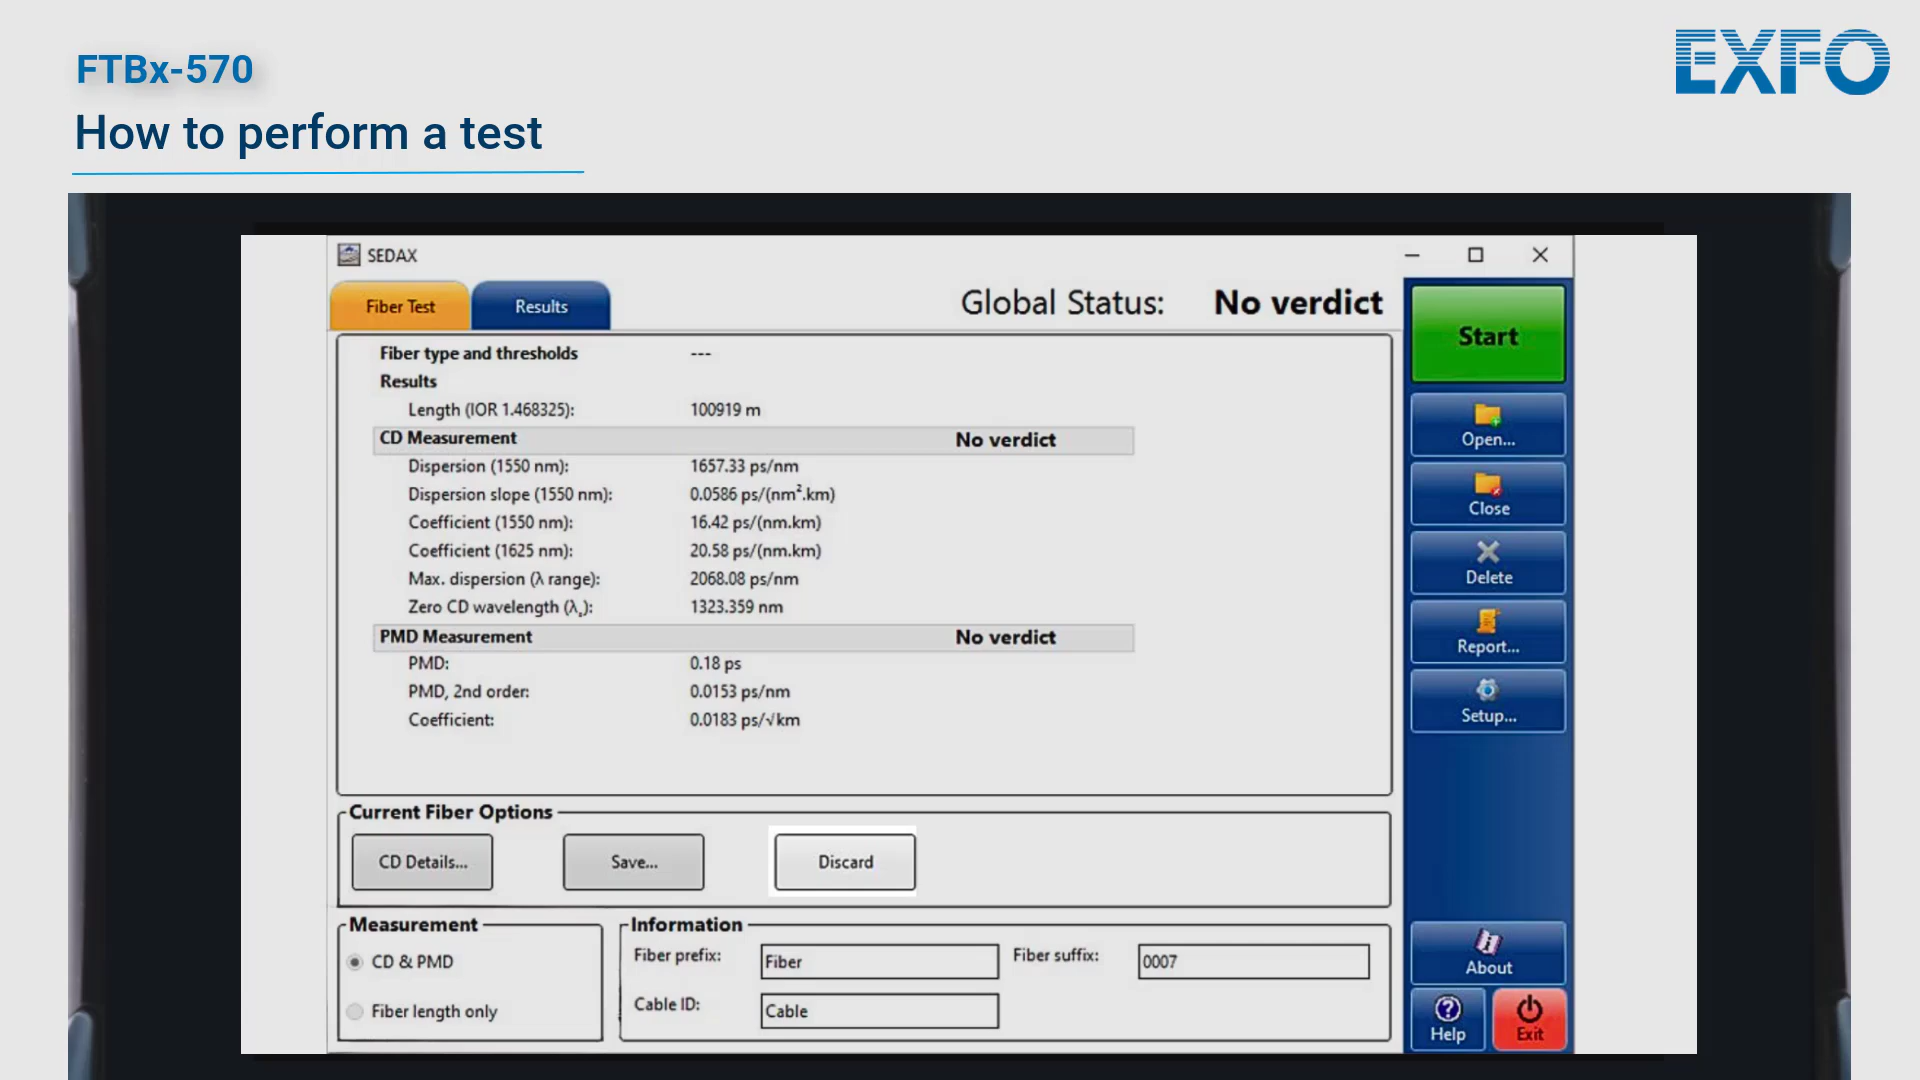 FTBx-570
EXFO
How to perform a test
SEDAX
Fiber Test
Results
Global Status: No verdict
Fiber type and thresholds ---
Results
Length (IOR 1.468325): 100919 m
CD Measurement No verdict
Dispersion (1550 nm): 1657.33 ps/nm
Dispersion slope (1550 nm): 0.0586 ps/(nm².km)
Coefficient (1550 nm): 16.42 ps/(nm.km)
Coefficient (1625 nm): 20.58 ps/(nm.km)
Max. dispersion (λ range): 2068.08 ps/nm
Zero CD wavelength (λ₀): 1323.359 nm
PMD Measurement No verdict
PMD: 0.18 ps
PMD, 2nd order: 0.0153 ps/nm
Coefficient: 0.0183 ps/√km
Current Fiber Options
CD Details...
Save...
Discard
Measurement
CD & PMD
Fiber length only
Information
Fiber prefix: Fiber
Fiber suffix: 0007
Cable ID: Cable
Start
Open...
Close
Delete
Report...
Setup...
About
Help
Exit